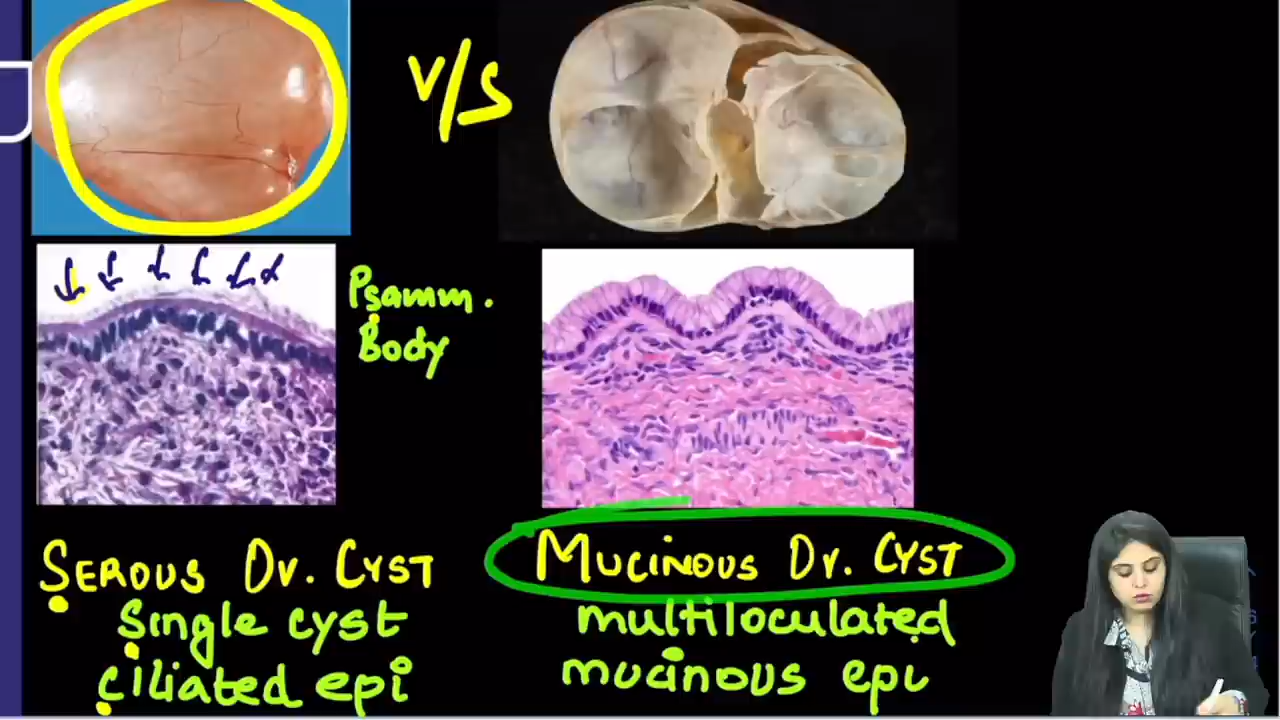 V/S
Psamm.
Body
SEROUS Ov. CYST
Single cyst
ciliated epi
MUCINOUS Ov. CYST
multiloculated
mucinous epi